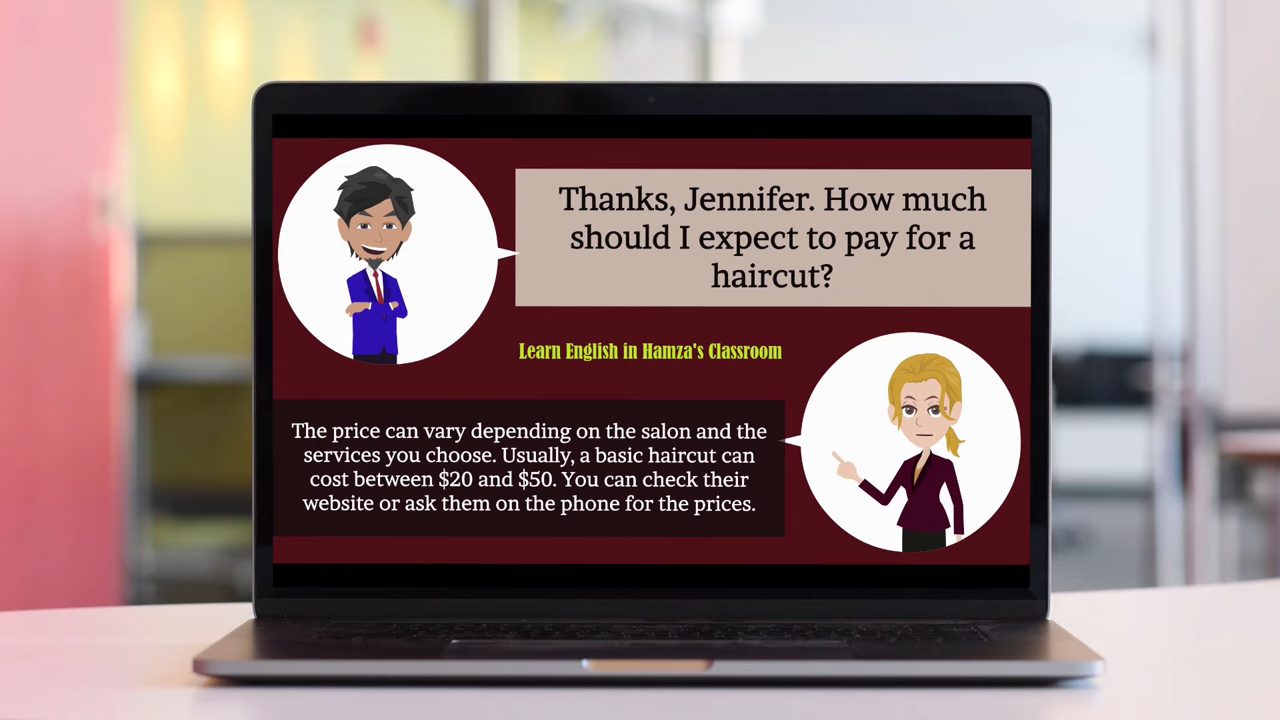 Thanks, Jennifer. How much
should I expect to pay for a
haircut?
Learn English in Hamza's Classroom
The price can vary depending on the salon and the
services you choose. Usually, a basic haircut can
cost between $20 and $50. You can check their
website or ask them on the phone for the prices.